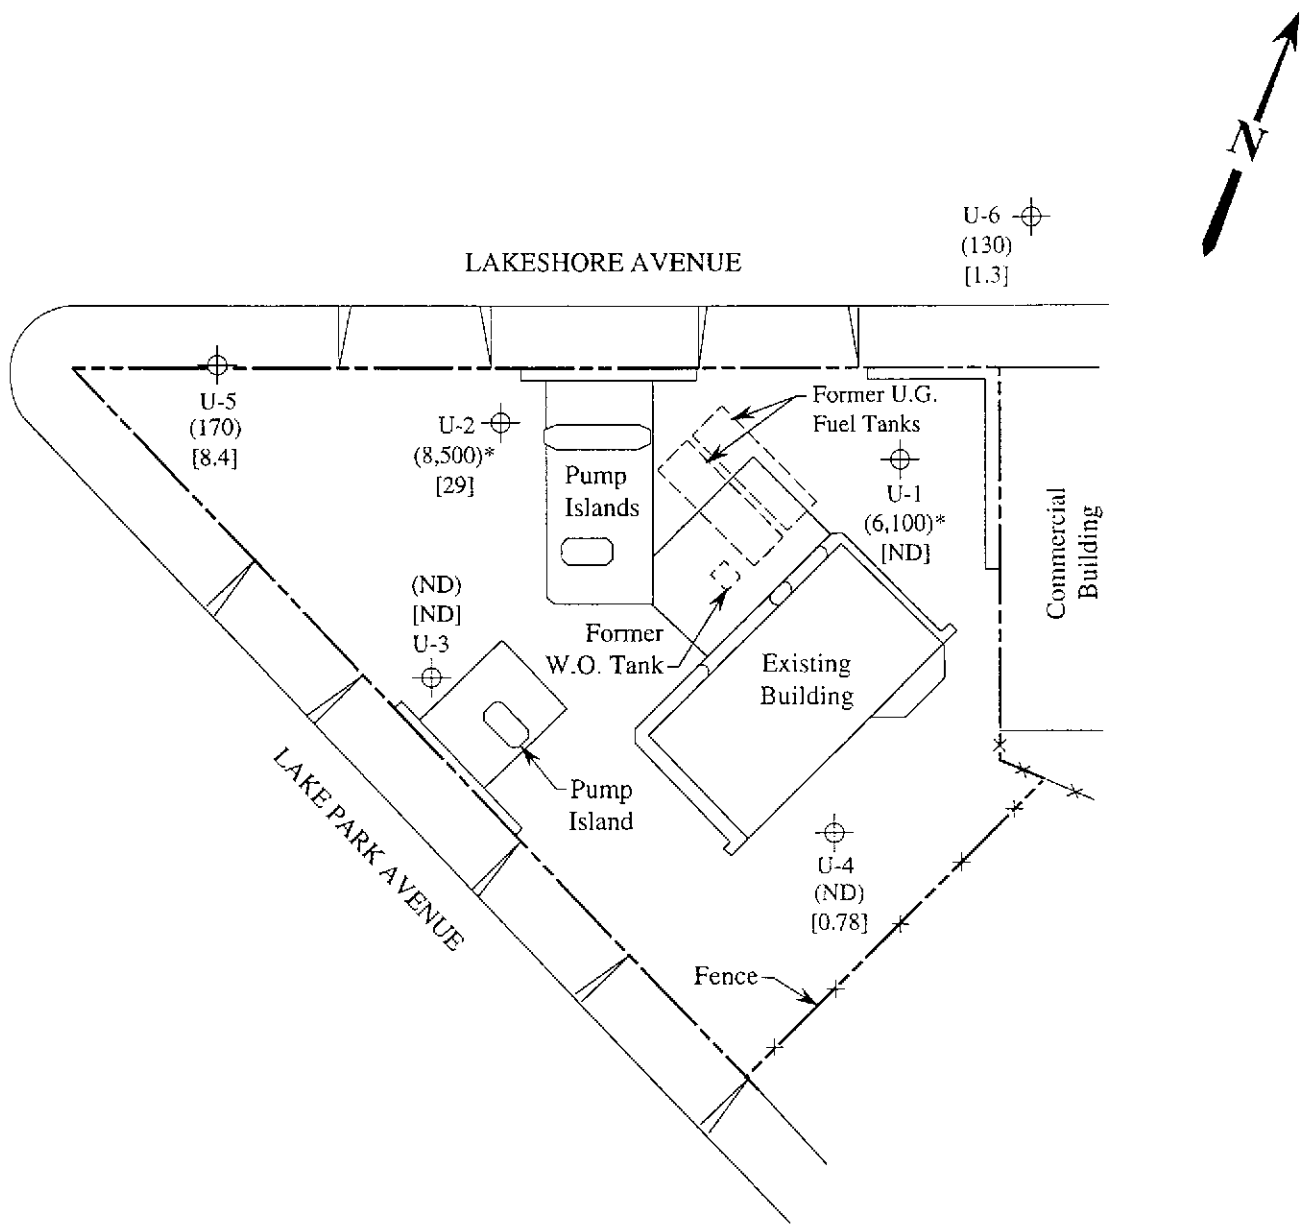 N
U-6
(130)
[1.3]
LAKESHORE AVENUE
U-5
(170)
[8.4]
U-2
(8,500)*
[29]
Former U.G.
Fuel Tanks
Pump
Islands
U-1
(6,100)*
[ND]
Commercial
Building
(ND)
[ND]
U-3
Former
W.O. Tank
Existing
Building
Pump
Island
LAKE PARK AVENUE
U-4
(ND)
[0.78]
Fence